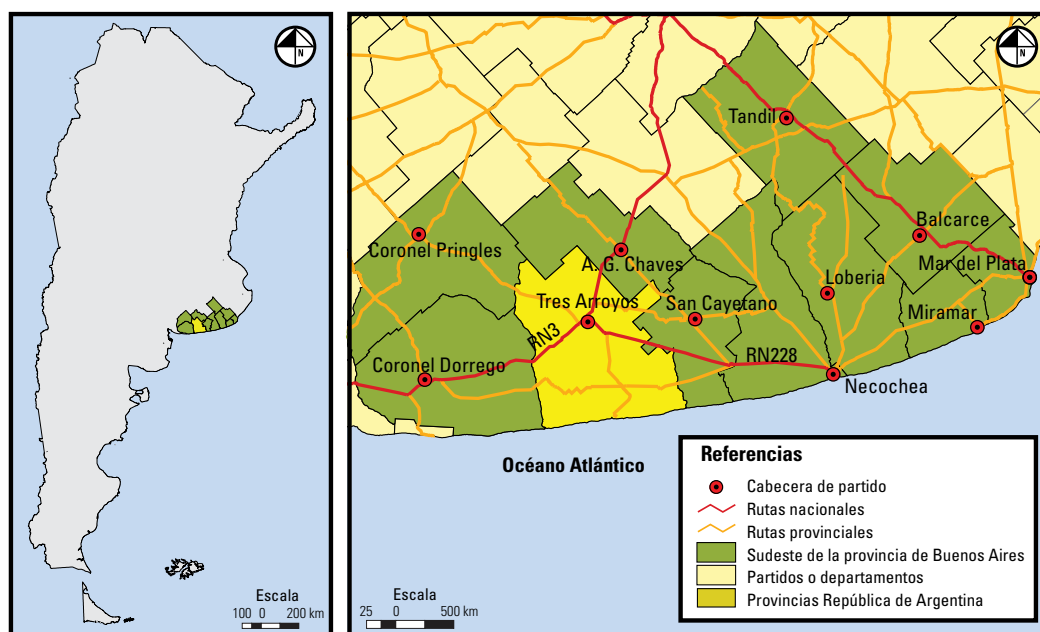 N
Escala
100 0 200 km
N
Tandil
Balcarce
Coronel Pringles
A. G. Chaves
Mar del Plata
Loberia
Tres Arroyos
San Cayetano
Miramar
RN3
RN228
Coronel Dorrego
Necochea
Océano Atlántico
Escala
25 0 500 km
Referencias
Cabecera de partido
Rutas nacionales
Rutas provinciales
Sudeste de la provincia de Buenos Aires
Partidos o departamentos
Provincias República de Argentina